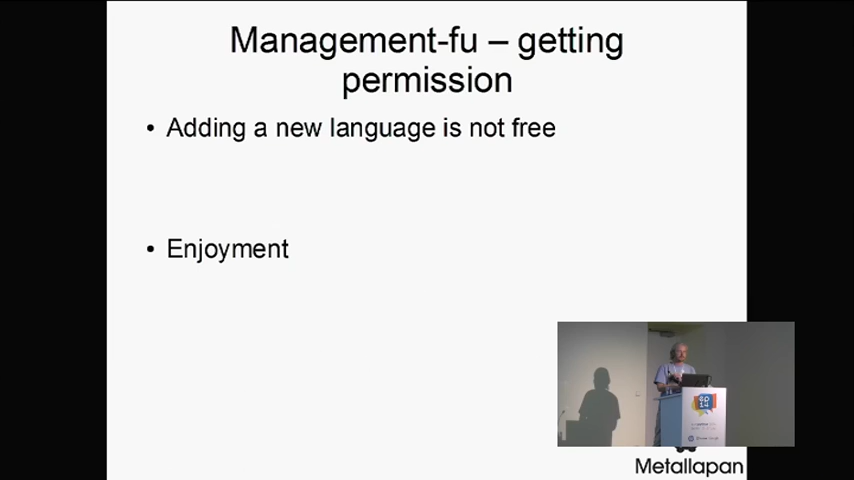 Management-fu – getting
permission
• Adding a new language is not free
• Enjoyment
Metallapan